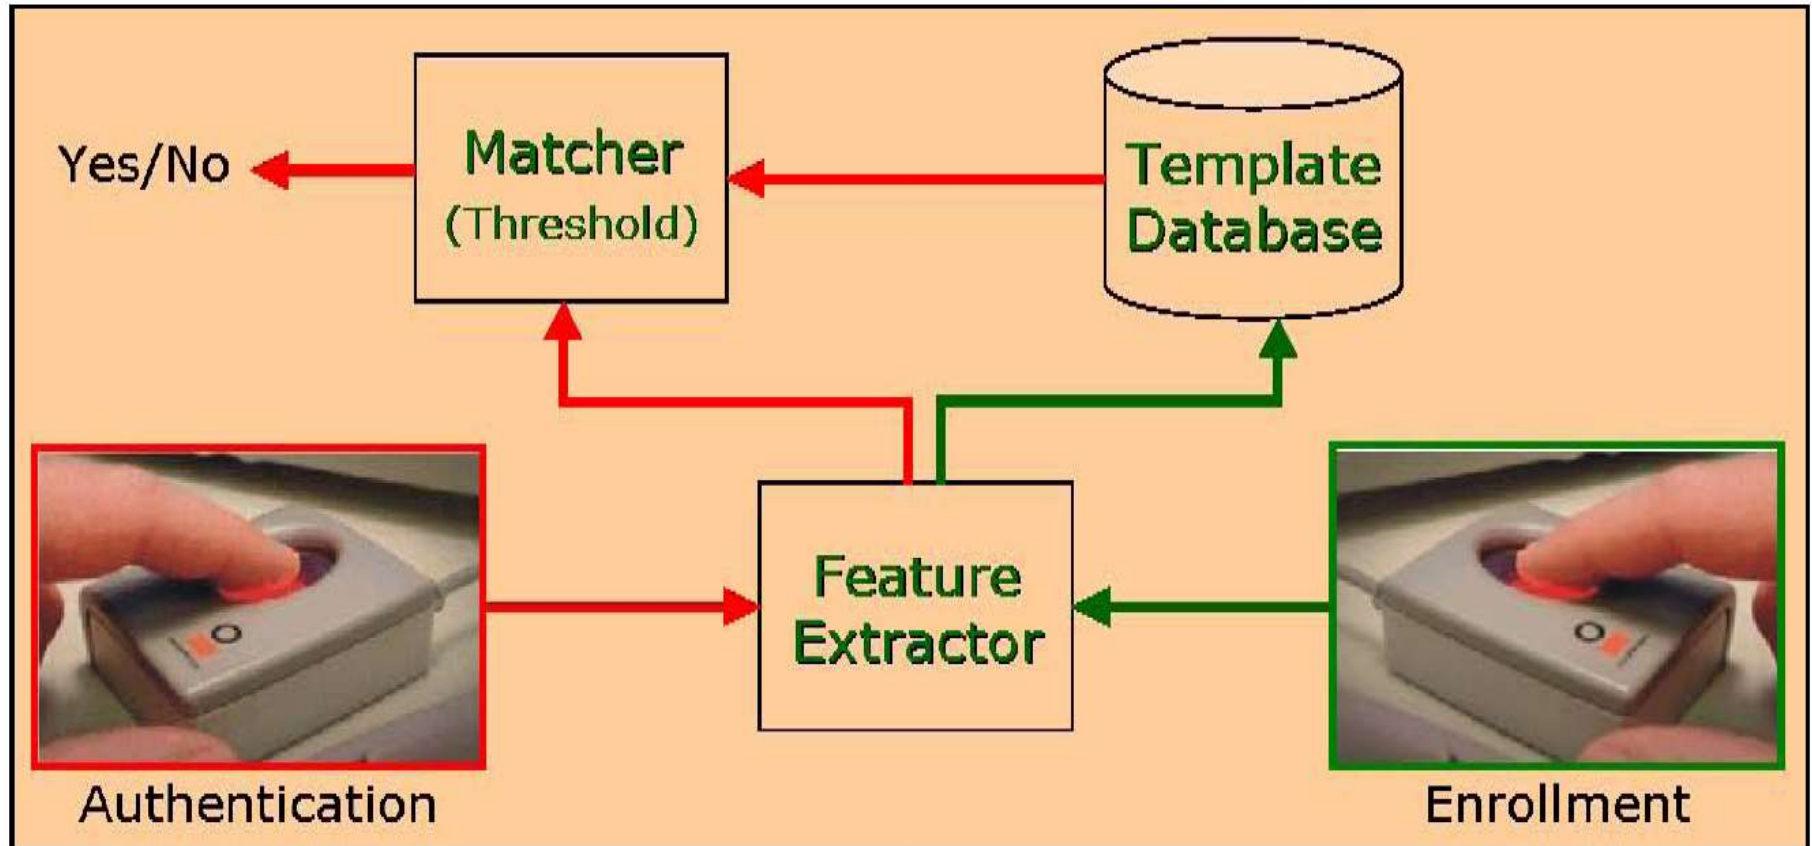 Yes/No
Matcher
(Threshold)
Template
Database
Feature
Extractor
Authentication
Enrollment